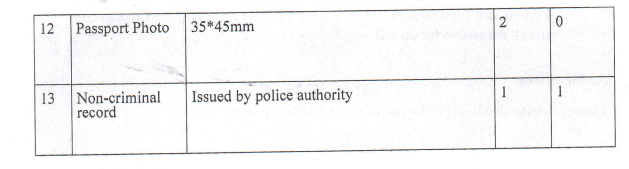 12 Passport Photo 35*45mm 2 0
13 Non-criminal record Issued by police authority 1 1